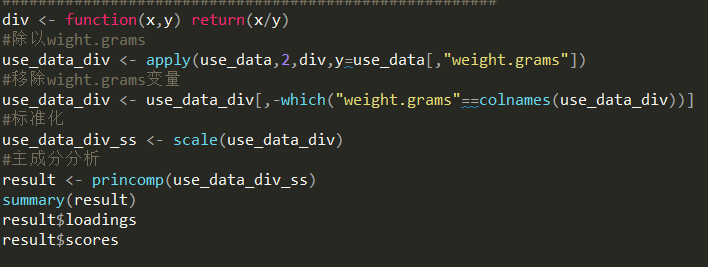 #######################################################
div <- function(x,y) return(x/y)
#除以wight.grams
use_data_div <- apply(use_data,2,div,y=use_data[,"weight.grams"])
#移除wight.grams变量
use_data_div <- use_data_div[,-which("weight.grams"==colnames(use_data_div))]
#标准化
use_data_div_ss <- scale(use_data_div)
#主成分分析
result <- princomp(use_data_div_ss)
summary(result)
result$loadings
result$scores